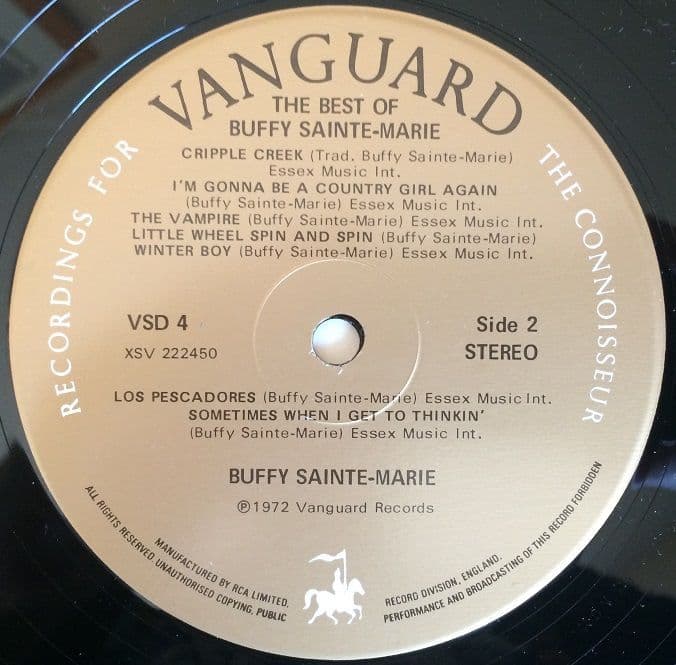 VANGUARD
RECORDINGS FOR
THE CONNOISSEUR
THE BEST OF
BUFFY SAINTE-MARIE
CRIPPLE CREEK (Trad. Buffy Sainte-Marie)
Essex Music Int.
I'M GONNA BE A COUNTRY GIRL AGAIN
(Buffy Sainte-Marie) Essex Music Int.
THE VAMPIRE (Buffy Sainte-Marie) Essex Music Int.
LITTLE WHEEL SPIN AND SPIN (Buffy Sainte-Marie)
WINTER BOY (Buffy Sainte-Marie) Essex Music Int.
VSD 4
Side 2
XSV 222450
STEREO
LOS PESCADORES (Buffy Sainte-Marie) Essex Music Int.
SOMETIMES WHEN I GET TO THINKIN'
(Buffy Sainte-Marie) Essex Music Int.
BUFFY SAINTE-MARIE
℗1972 Vanguard Records
MANUFACTURED BY RCA LIMITED, RECORD DIVISION, ENGLAND.
ALL RIGHTS RESERVED UNAUTHORISED COPYING, PUBLIC PERFORMANCE AND BROADCASTING OF THIS RECORD FORBIDDEN